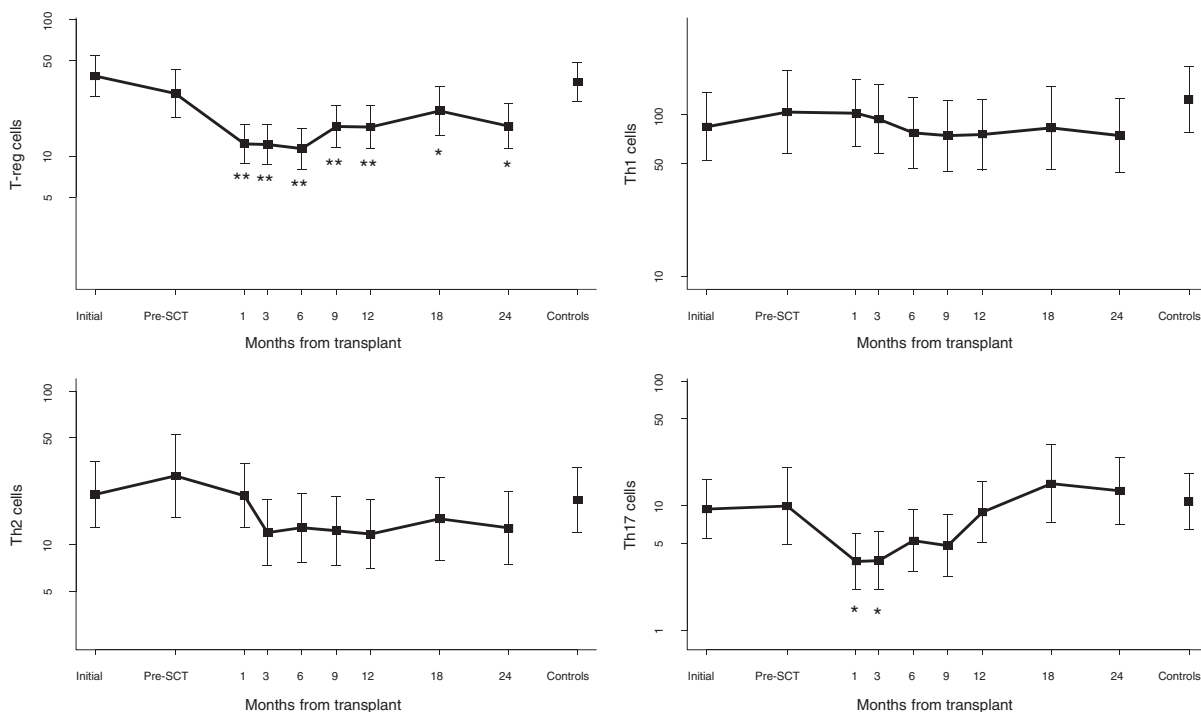 T-reg cells
100
50
10
5
** ** ** ** ** * *
Initial Pre-SCT 1 3 6 9 12 18 24 Controls
Months from transplant
Th1 cells
100
50
10
Initial Pre-SCT 1 3 6 9 12 18 24 Controls
Months from transplant
Th2 cells
100
50
10
5
Initial Pre-SCT 1 3 6 9 12 18 24 Controls
Months from transplant
Th17 cells
100
50
10
5
1
* *
Initial Pre-SCT 1 3 6 9 12 18 24 Controls
Months from transplant